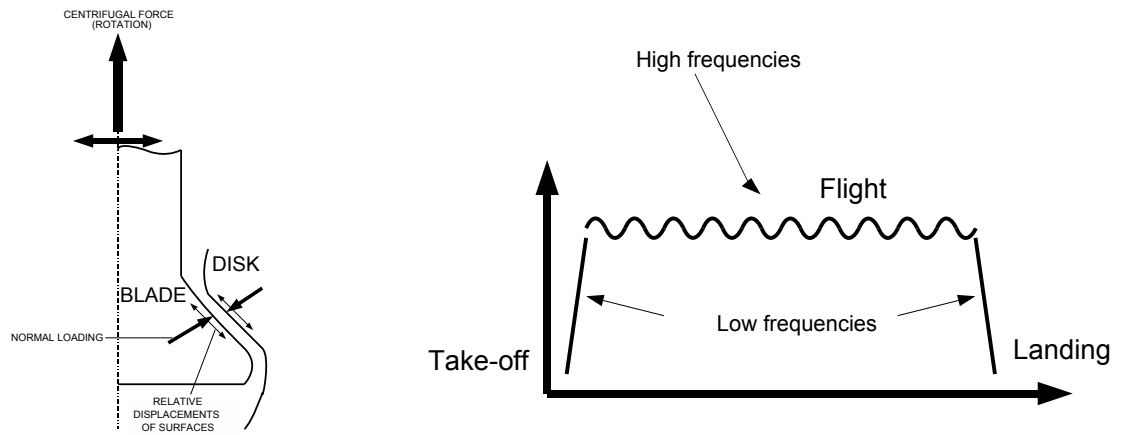 CENTRIFUGAL FORCE
(ROTATION)
DISK
BLADE
NORMAL LOADING
RELATIVE
DISPLACEMENTS
OF SURFACES
High frequencies
Flight
Low frequencies
Take-off
Landing